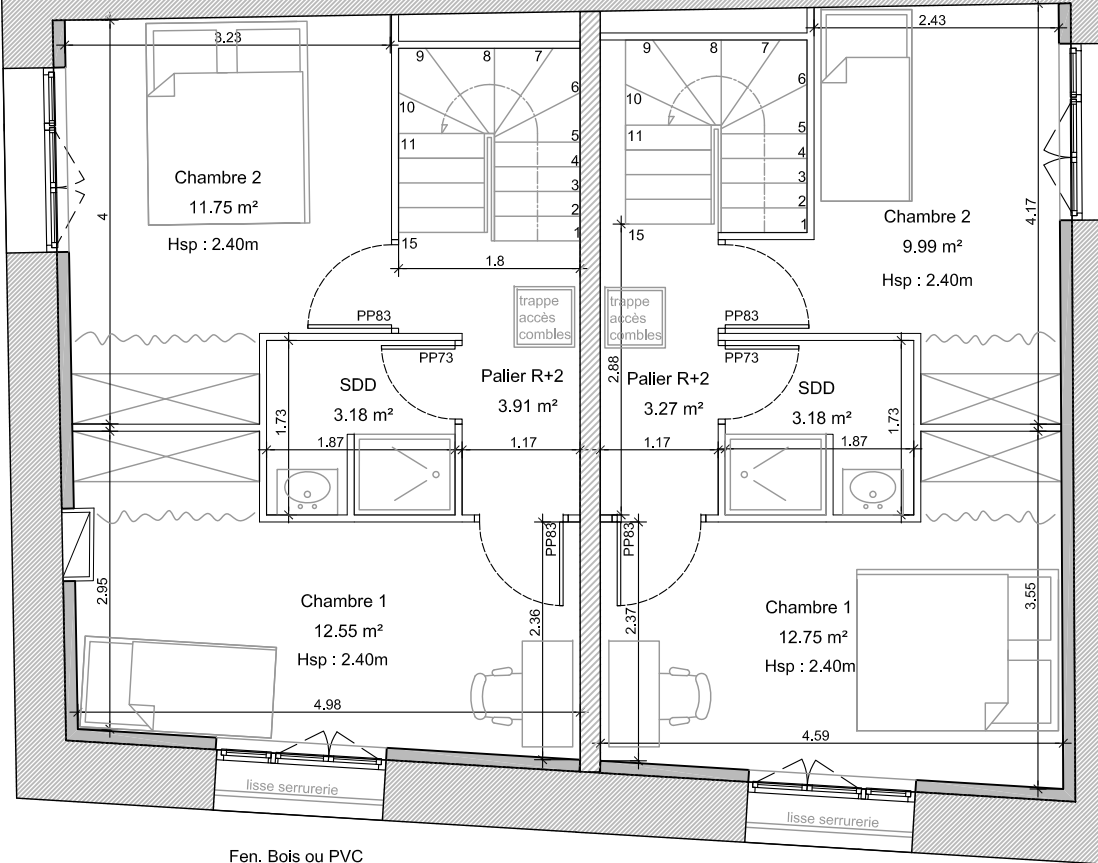 3.23
2.43
9
8
7
6
10
11
5
4
3
2
1
15
9
8
7
6
10
11
5
4
3
2
1
15
Chambre 2
11.75 m²
Hsp : 2.40m
4
1.8
Chambre 2
9.99 m²
Hsp : 2.40m
4.17
trappe
accès
combles
trappe
accès
combles
PP83
PP83
PP73
PP73
2.88
SDD
3.18 m²
Palier R+2
3.91 m²
Palier R+2
3.27 m²
SDD
3.18 m²
1.73
1.87
1.17
1.17
1.87
1.73
PP83
PP83
2.95
Chambre 1
12.55 m²
Hsp : 2.40m
2.36
2.37
Chambre 1
12.75 m²
Hsp : 2.40m
3.55
4.98
4.59
lisse serrurerie
lisse serrurerie
Fen. Bois ou PVC